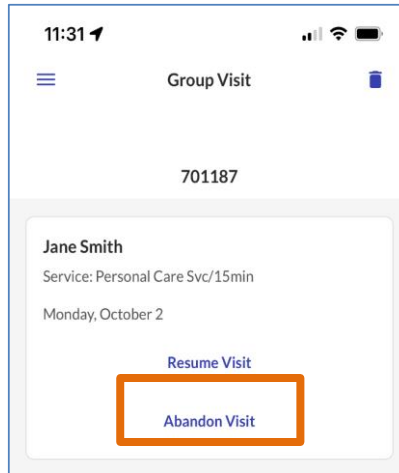 11:31
Group Visit
701187
Jane Smith
Service: Personal Care Svc/15min
Monday, October 2
Resume Visit
Abandon Visit